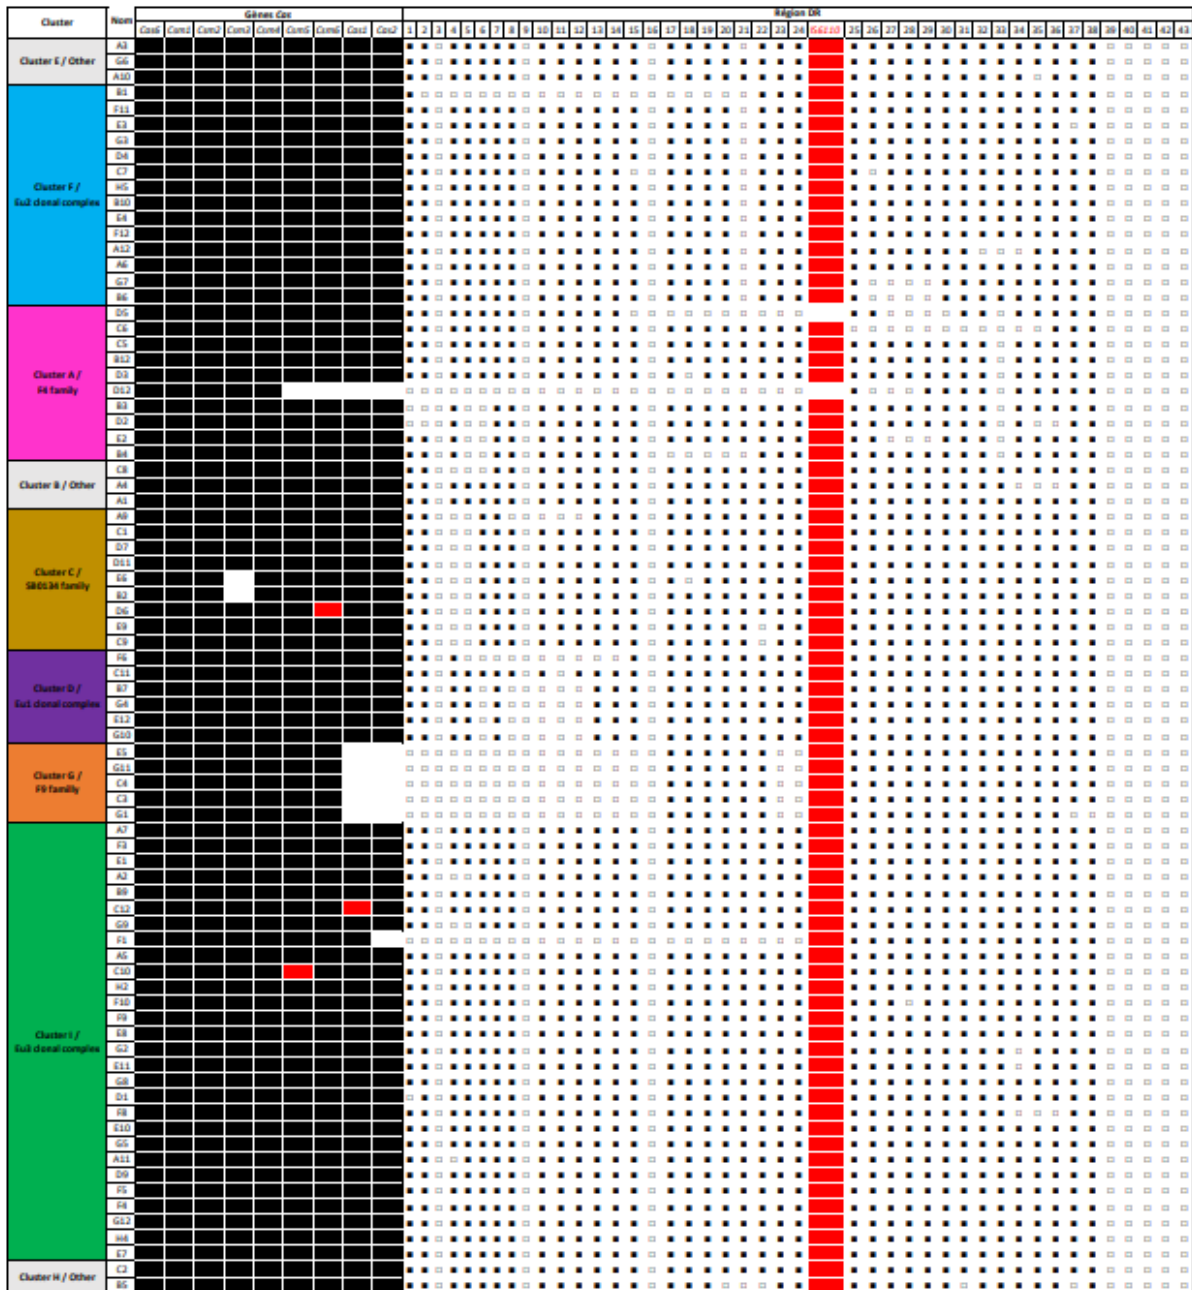 Cluster Nom Gènes Cas Région DR
Cas6 Csm1 Csm2 Csm3 Csm4 Csm5 Csm6 Cas1 Cas2 1 2 3 4 5 6 7 8 9 10 11 12 13 14 15 16 17 18 19 20 21 22 23 24 IS6110 25 26 27 28 29 30 31 32 33 34 35 36 37 38 39 40 41 42 43
Cluster E / Other
A3
G6
A10
Cluster F /
Eu2 clonal complex
B1
F11
E3
G3
D4
C7
H5
B10
E4
F12
A12
A6
G7
B6
Cluster A /
F4 family
D5
C6
C5
B12
D3
D12
B3
D2
E2
B4
Cluster B / Other
C8
A4
A1
Cluster C /
SB0134 family
A9
C1
D7
D11
E6
B2
D6
E9
C9
Cluster D /
Eu1 clonal complex
F6
C11
B7
G4
E12
G10
Cluster G /
F9 familly
E5
G11
C4
C3
G1
Cluster I /
Eu3 clonal complex
A7
F3
E1
A2
B9
C12
G9
F1
A5
C10
H2
F10
F9
E8
G2
E11
G8
D1
F8
E10
G5
A11
D9
F5
F4
G12
H4
E7
Cluster H / Other
C2
B5